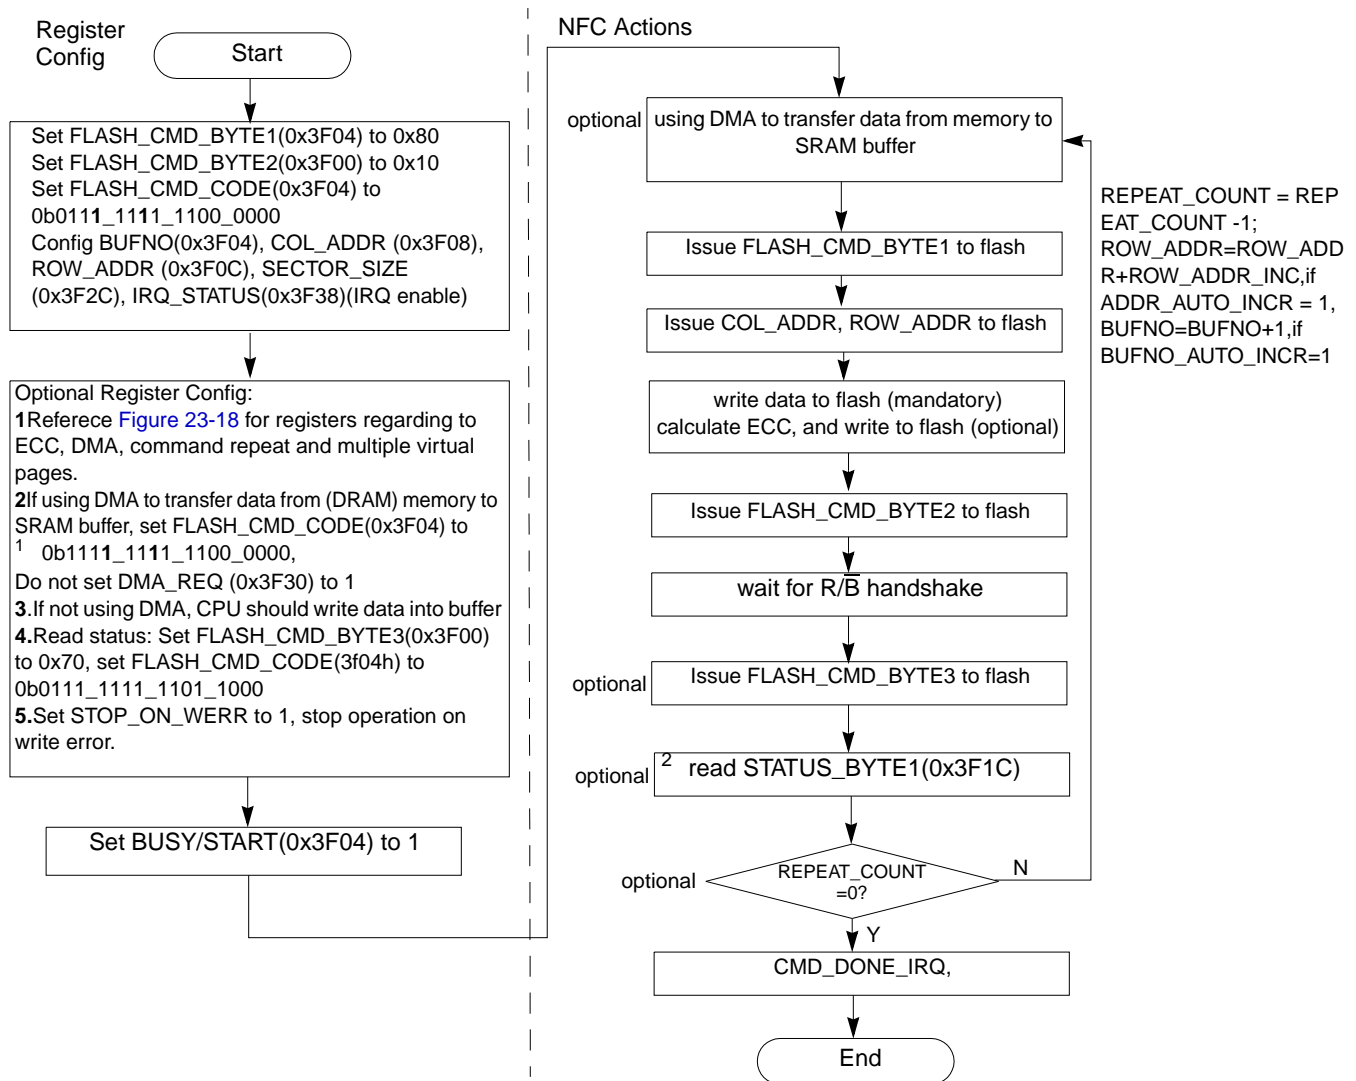 Register
Config
Start
Set FLASH_CMD_BYTE1(0x3F04) to 0x80
Set FLASH_CMD_BYTE2(0x3F00) to 0x10
Set FLASH_CMD_CODE(0x3F04) to
0b0111_1111_1100_0000
Config BUFNO(0x3F04), COL_ADDR (0x3F08),
ROW_ADDR (0x3F0C), SECTOR_SIZE
(0x3F2C), IRQ_STATUS(0x3F38)(IRQ enable)
Optional Register Config:
1Referece Figure 23-18 for registers regarding to
ECC, DMA, command repeat and multiple virtual
pages.
2If using DMA to transfer data from (DRAM) memory to
SRAM buffer, set FLASH_CMD_CODE(0x3F04) to
1 0b1111_1111_1100_0000,
Do not set DMA_REQ (0x3F30) to 1
3.If not using DMA, CPU should write data into buffer
4.Read status: Set FLASH_CMD_BYTE3(0x3F00)
to 0x70, set FLASH_CMD_CODE(3f04h) to
0b0111_1111_1101_1000
5.Set STOP_ON_WERR to 1, stop operation on
write error.
Set BUSY/START(0x3F04) to 1
NFC Actions
optional
using DMA to transfer data from memory to
SRAM buffer
Issue FLASH_CMD_BYTE1 to flash
Issue COL_ADDR, ROW_ADDR to flash
write data to flash (mandatory)
calculate ECC, and write to flash (optional)
Issue FLASH_CMD_BYTE2 to flash
wait for R/B̅ handshake
optional
Issue FLASH_CMD_BYTE3 to flash
optional
2 read STATUS_BYTE1(0x3F1C)
optional
REPEAT_COUNT
=0?
N
Y
CMD_DONE_IRQ,
End
REPEAT_COUNT = REP
EAT_COUNT -1;
ROW_ADDR=ROW_ADD
R+ROW_ADDR_INC,if
ADDR_AUTO_INCR = 1,
BUFNO=BUFNO+1,if
BUFNO_AUTO_INCR=1